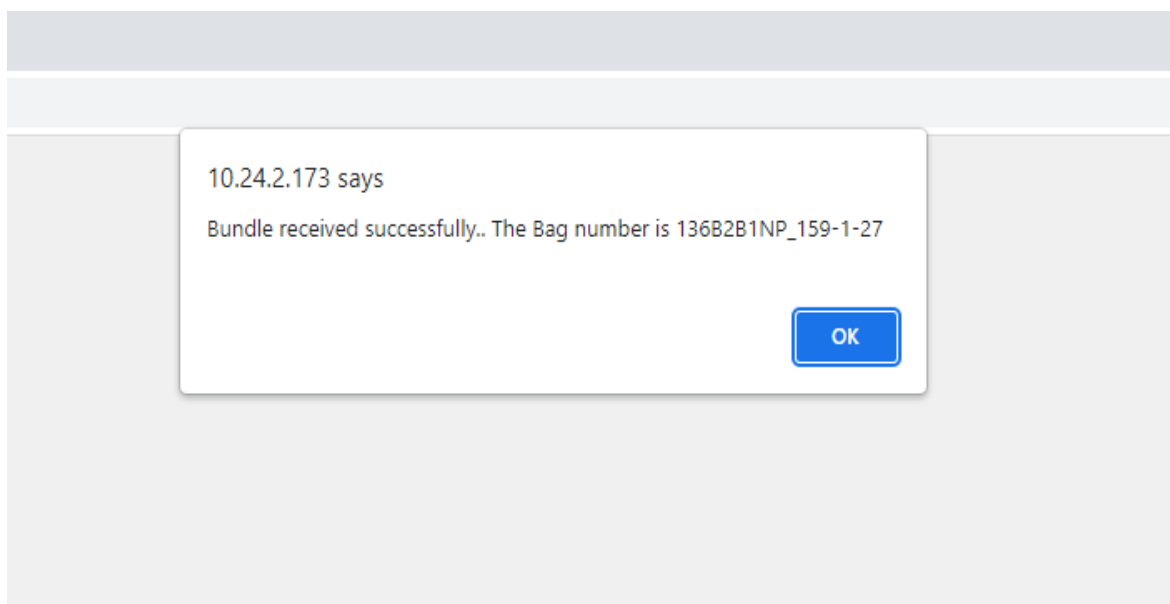 10.24.2.173 says
Bundle received successfully.. The Bag number is 136B2B1NP_159-1-27
OK